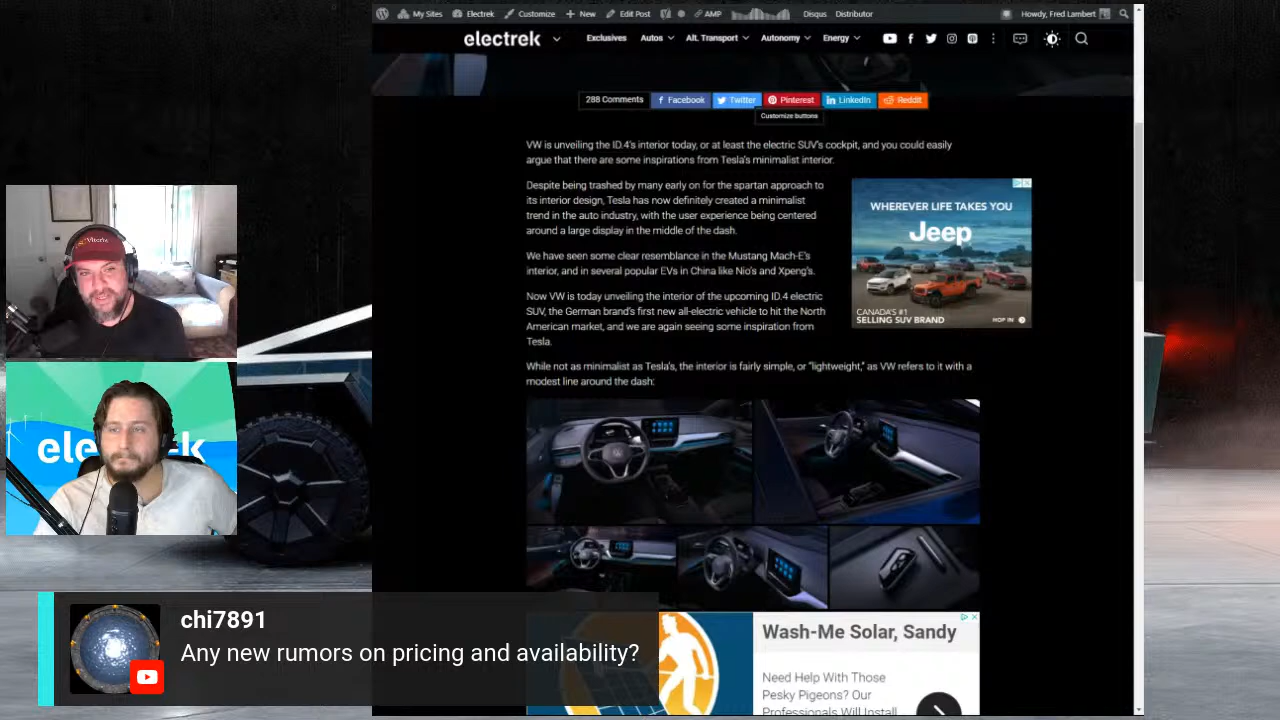 My Sites Electrek Customize New Edit Post AMP Disqus Distributor Howdy, Fred Lambert
electrek Exclusives Autos Alt. Transport Autonomy Energy
288 Comments Facebook Twitter Pinterest LinkedIn Reddit
Customize buttons
VW is unveiling the ID.4's interior today, or at least the electric SUV's cockpit, and you could easily
argue that there are some inspirations from Tesla's minimalist interior.
Despite being trashed by many early on for the spartan approach to
its interior design, Tesla has now definitely created a minimalist
trend in the auto industry, with the user experience being centered
around a large display in the middle of the dash.
We have seen some clear resemblance in the Mustang Mach-E's
interior, and in several popular EVs in China like Nio's and Xpeng's.
Now VW is today unveiling the interior of the upcoming ID.4 electric
SUV, the German brand's first new all-electric vehicle to hit the North
American market, and we are again seeing some inspiration from
Tesla.
While not as minimalist as Tesla's, the interior is fairly simple, or "lightweight," as VW refers to it with a
modest line around the dash:
WHEREVER LIFE TAKES YOU
Jeep
CANADA'S #1
SELLING SUV BRAND HOP IN
Wash-Me Solar, Sandy
Need Help With Those
Pesky Pigeons? Our
Professionals Will Install
Vitoria
ele k
chi7891
Any new rumors on pricing and availability?